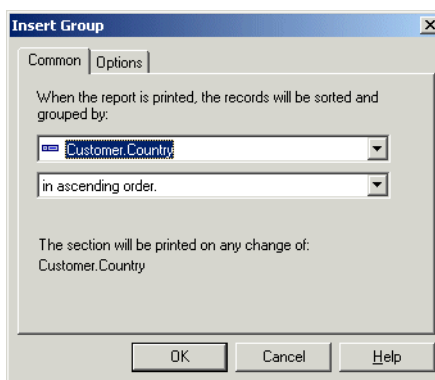 Insert Group
Common
Options
When the report is printed, the records will be sorted and
grouped by:
Customer.Country
in ascending order.
The section will be printed on any change of:
Customer.Country
OK
Cancel
Help